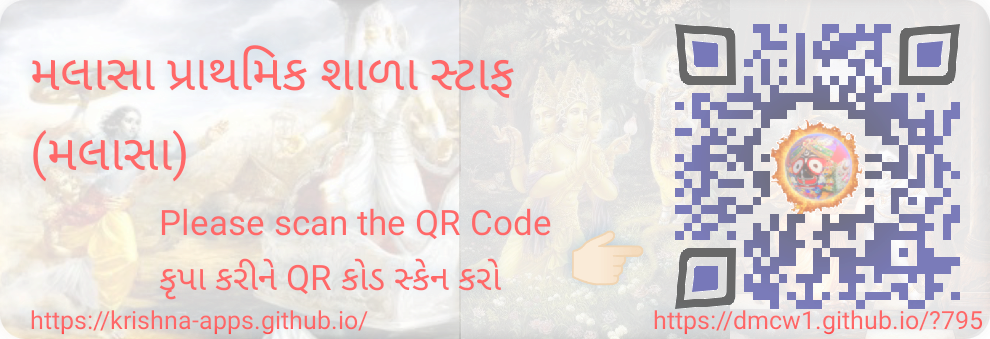 મલાસા પ્રાથમિક શાળા સ્ટાફ
(મલાસા)
Please scan the QR Code
કૃપા કરીને QR કોડ સ્કેન કરો
https://krishna-apps.github.io/
https://dmcw1.github.io/?795